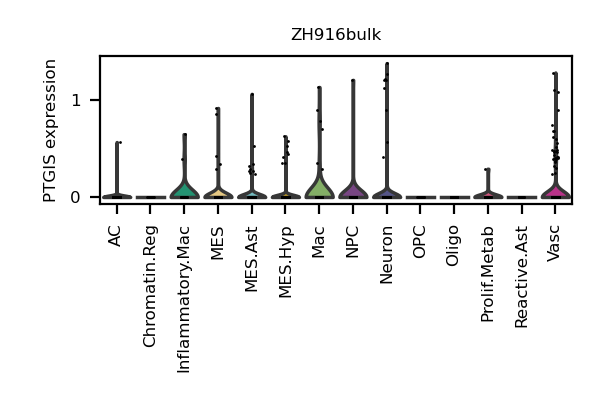 ZH916bulk
PTGIS expression
1
0
AC
Chromatin.Reg
Inflammatory.Mac
MES
MES.Ast
MES.Hyp
Mac
NPC
Neuron
OPC
Oligo
Prolif.Metab
Reactive.Ast
Vasc